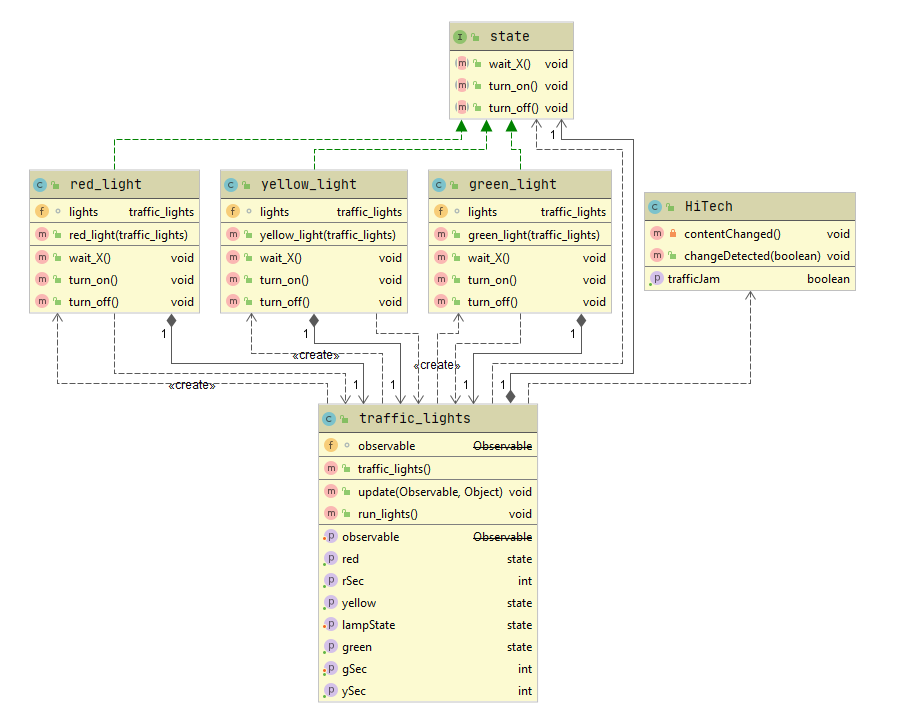 state
wait_X() void
turn_on() void
turn_off() void
1
red_light
lights traffic_lights
red_light(traffic_lights)
wait_X() void
turn_on() void
turn_off() void
yellow_light
lights traffic_lights
yellow_light(traffic_lights)
wait_X() void
turn_on() void
turn_off() void
green_light
lights traffic_lights
green_light(traffic_lights)
wait_X() void
turn_on() void
turn_off() void
HiTech
contentChanged() void
changeDetected(boolean) void
trafficJam boolean
1 1 1
«create» «create»
«create» 1 1 1 1
traffic_lights
observable Observable
traffic_lights()
update(Observable, Object) void
run_lights() void
observable Observable
red state
rSec int
yellow state
lampState state
green state
gSec int
ySec int